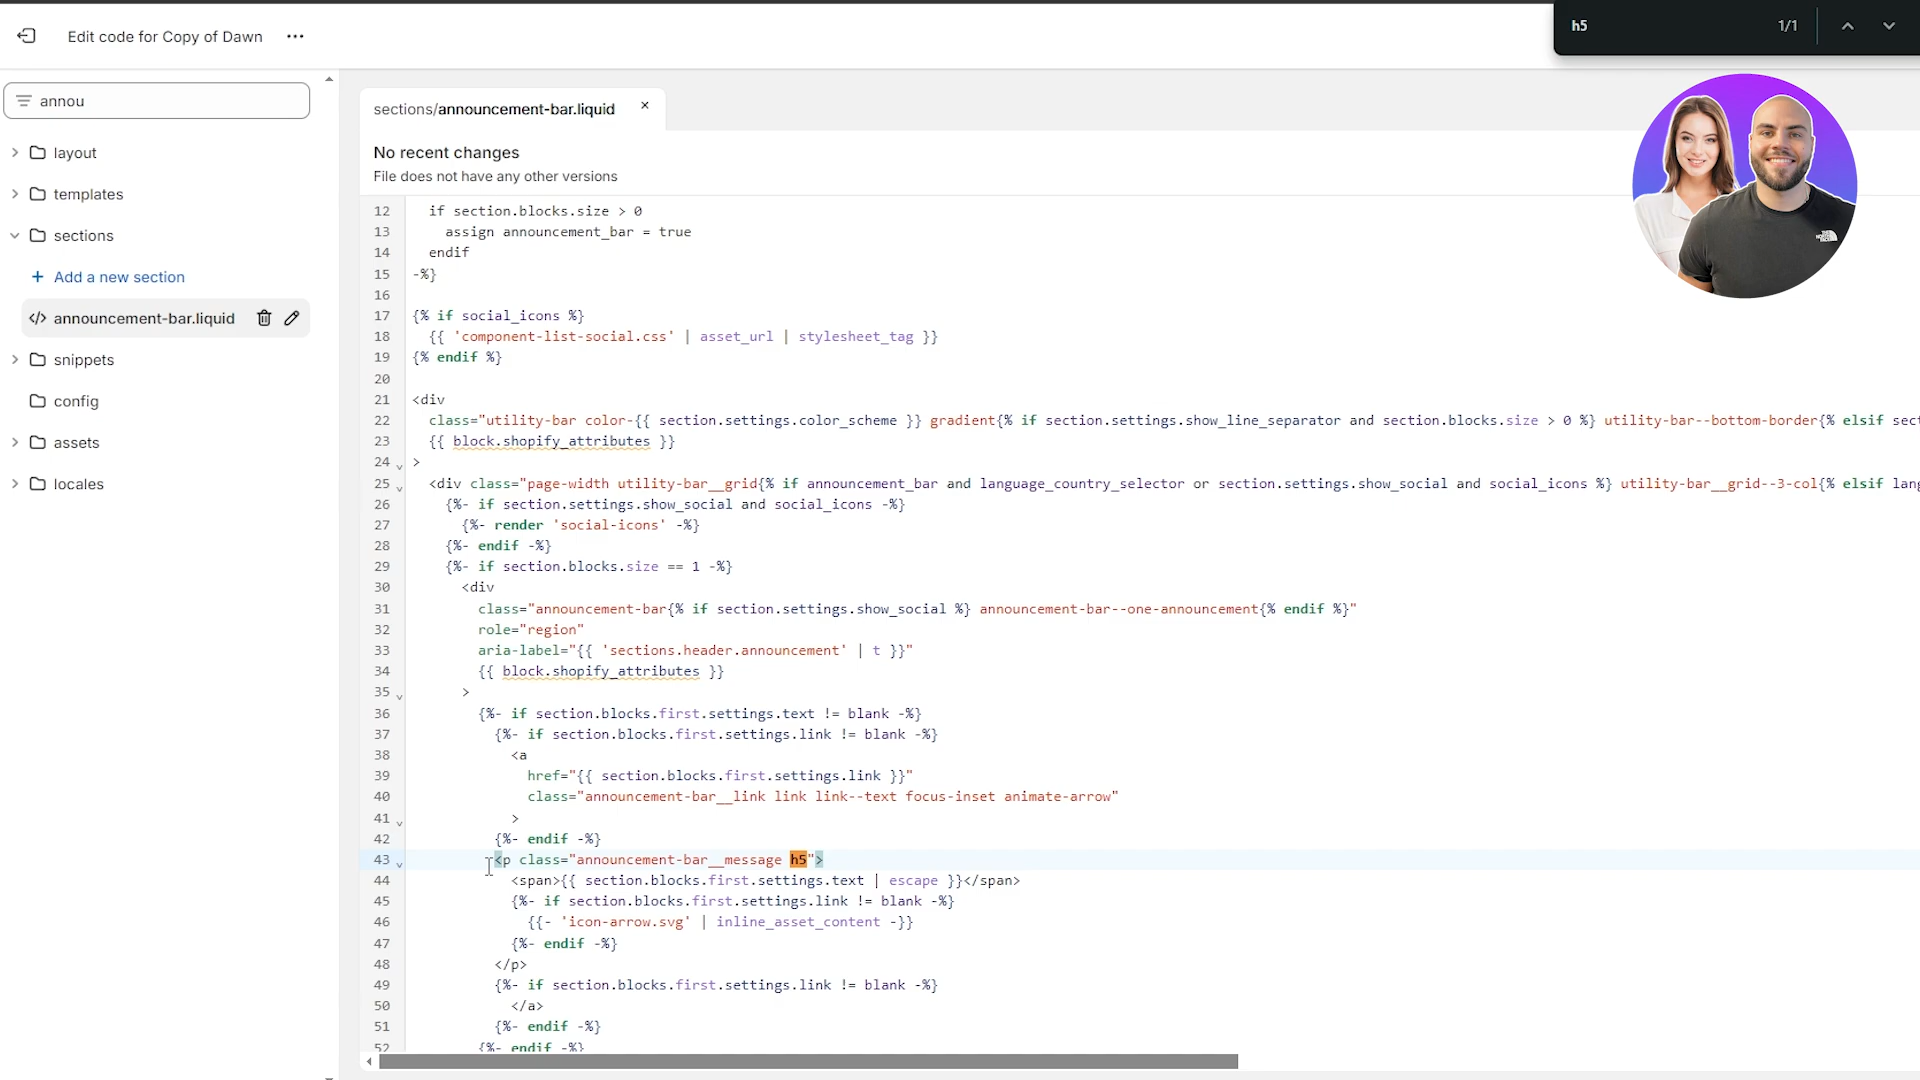 Edit code for Copy of Dawn
h5
1/1
annou
layout
templates
sections
Add a new section
announcement-bar.liquid
snippets
config
assets
locales
sections/announcement-bar.liquid
No recent changes
File does not have any other versions
12 if section.blocks.size > 0
13 assign announcement_bar = true
14 endif
15 -%}
16
17 {% if social_icons %}
18 {{ 'component-list-social.css' | asset_url | stylesheet_tag }}
19 {% endif %}
20
21 <div
22 class="utility-bar color-{{ section.settings.color_scheme }} gradient{% if section.settings.show_line_separator and section.blocks.size > 0 %} utility-bar--bottom-border{% elsif sect
23 {{ block.shopify_attributes }}
24 >
25 <div class="page-width utility-bar__grid{% if announcement_bar and language_country_selector or section.settings.show_social and social_icons %} utility-bar__grid--3-col{% elsif lang
26 {%- if section.settings.show_social and social_icons -%}
27 {%- render 'social-icons' -%}
28 {%- endif -%}
29 {%- if section.blocks.size == 1 -%}
30 <div
31 class="announcement-bar{% if section.settings.show_social %} announcement-bar--one-announcement{% endif %}"
32 role="region"
33 aria-label="{{ 'sections.header.announcement' | t }}"
34 {{ block.shopify_attributes }}
35 >
36 {%- if section.blocks.first.settings.text != blank -%}
37 {%- if section.blocks.first.settings.link != blank -%}
38 <a
39 href="{{ section.blocks.first.settings.link }}"
40 class="announcement-bar__link link link--text focus-inset animate-arrow"
41 >
42 {%- endif -%}
43 <p class="announcement-bar__message h5">
44 <span>{{ section.blocks.first.settings.text | escape }}</span>
45 {%- if section.blocks.first.settings.link != blank -%}
46 {{- 'icon-arrow.svg' | inline_asset_content -}}
47 {%- endif -%}
48 </p>
49 {%- if section.blocks.first.settings.link != blank -%}
50 </a>
51 {%- endif -%}
52 {%- endif -%}